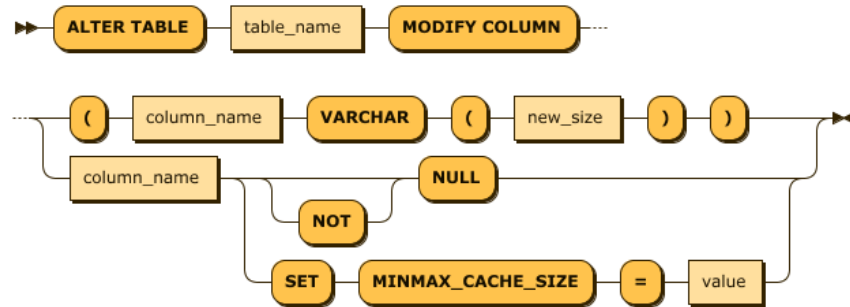 ALTER TABLE table_name MODIFY COLUMN
( column_name VARCHAR ( new_size ) )
column_name NULL
NOT
SET MINMAX_CACHE_SIZE = value